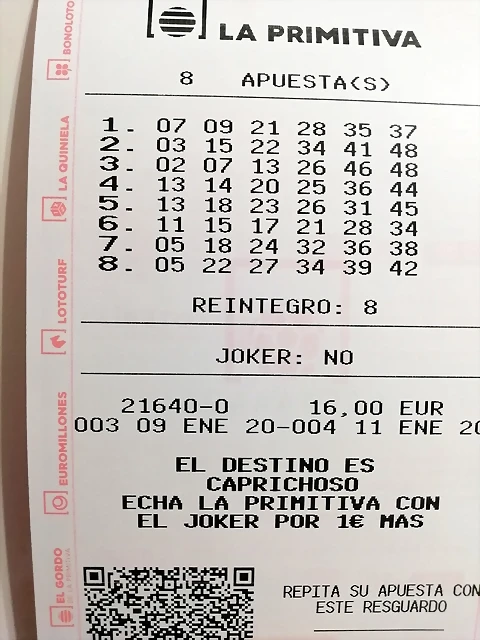 LA PRIMITIVA
8 APUESTA(S)
1. 07 09 21 28 35 37
2. 03 15 22 34 41 48
3. 02 07 13 26 46 48
4. 13 14 20 25 36 44
5. 13 18 23 26 31 45
6. 11 15 17 21 28 34
7. 05 18 24 32 36 38
8. 05 22 27 34 39 42
REINTEGRO: 8
JOKER: NO
21640-0 16,00 EUR
003 09 ENE 20-004 11 ENE 20
EL DESTINO ES
CAPRICHOSO
ECHA LA PRIMITIVA CON
EL JOKER POR 1€ MAS
REPITA SU APUESTA CON
ESTE RESGUARDO
BONOLOTO
LA QUINIELA
LOTOTURF
EUROMILLONES
EL GORDO
DE LA PRIMITIVA